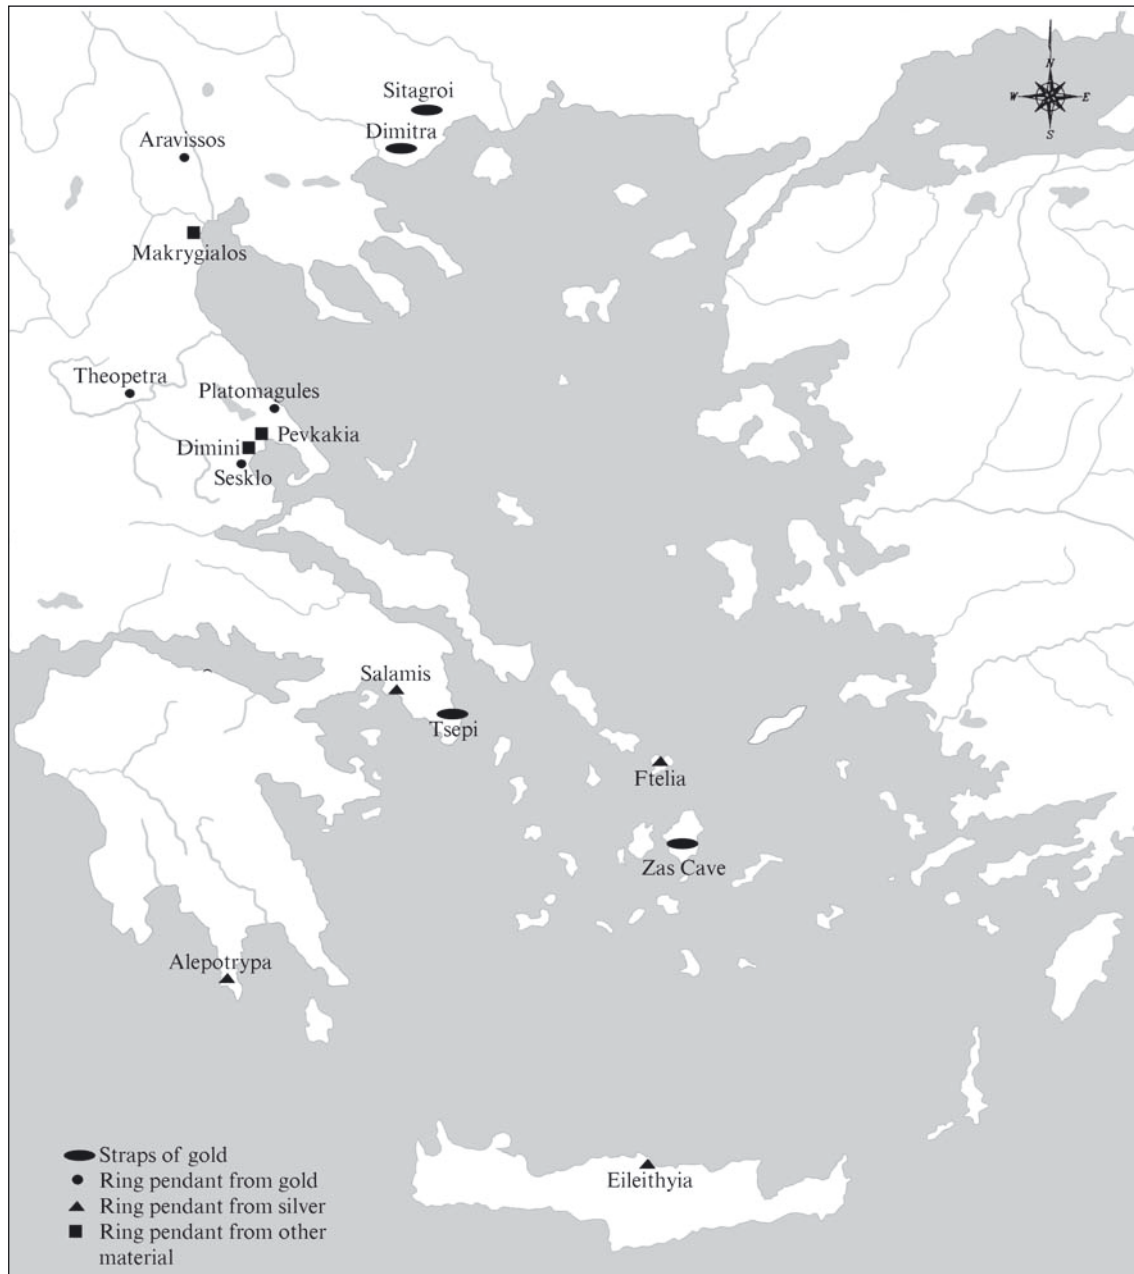 Sitagroi
Dimitra
Aravissos
Makrygialos
Theopetra
Platomagules
Pevkakia
Dimini
Sesklo
Salamis
Tsepi
Ftelia
Zas Cave
Alepotrypa
Eileithyia
N
W E
S
Straps of gold
Ring pendant from gold
Ring pendant from silver
Ring pendant from other
material